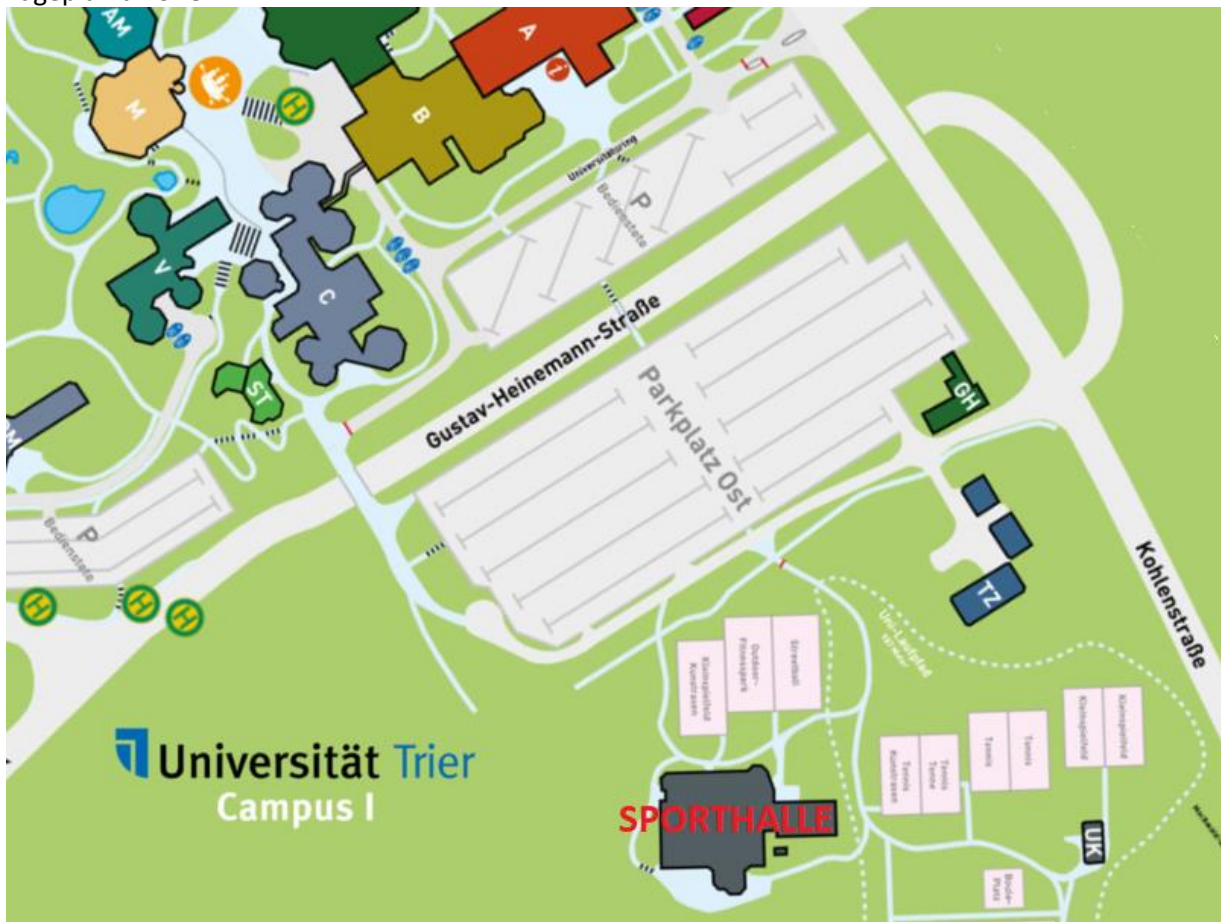 AM
A
M
i
H
B
Universitätsring
P
Bedienstete
V
C
Gustav-Heinemann-Straße
Parkplatz Ost
GH
ST
P
Bedienstete
H
H
H
TZ
Kohlenstraße
Uni-Laufpfad
Streetball
Outdoor-
Fitnesspark
Kleinspielfeld
Kunstrasen
Kleinspielfeld
Kleinspielfeld
Tennis
Tennis
Tennis
Tenne
Tennis
Kunstrasen
Universität Trier
Campus I
SPORTHALLE
UK
Boule-
Platz